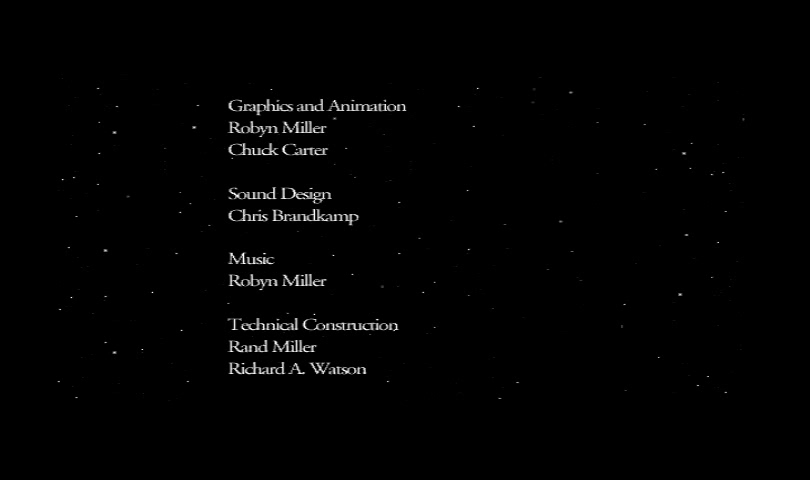 Graphics and Animation
Robyn Miller
Chuck Carter
Sound Design
Chris Brandkamp
Music
Robyn Miller
Technical Construction
Rand Miller
Richard A. Watson